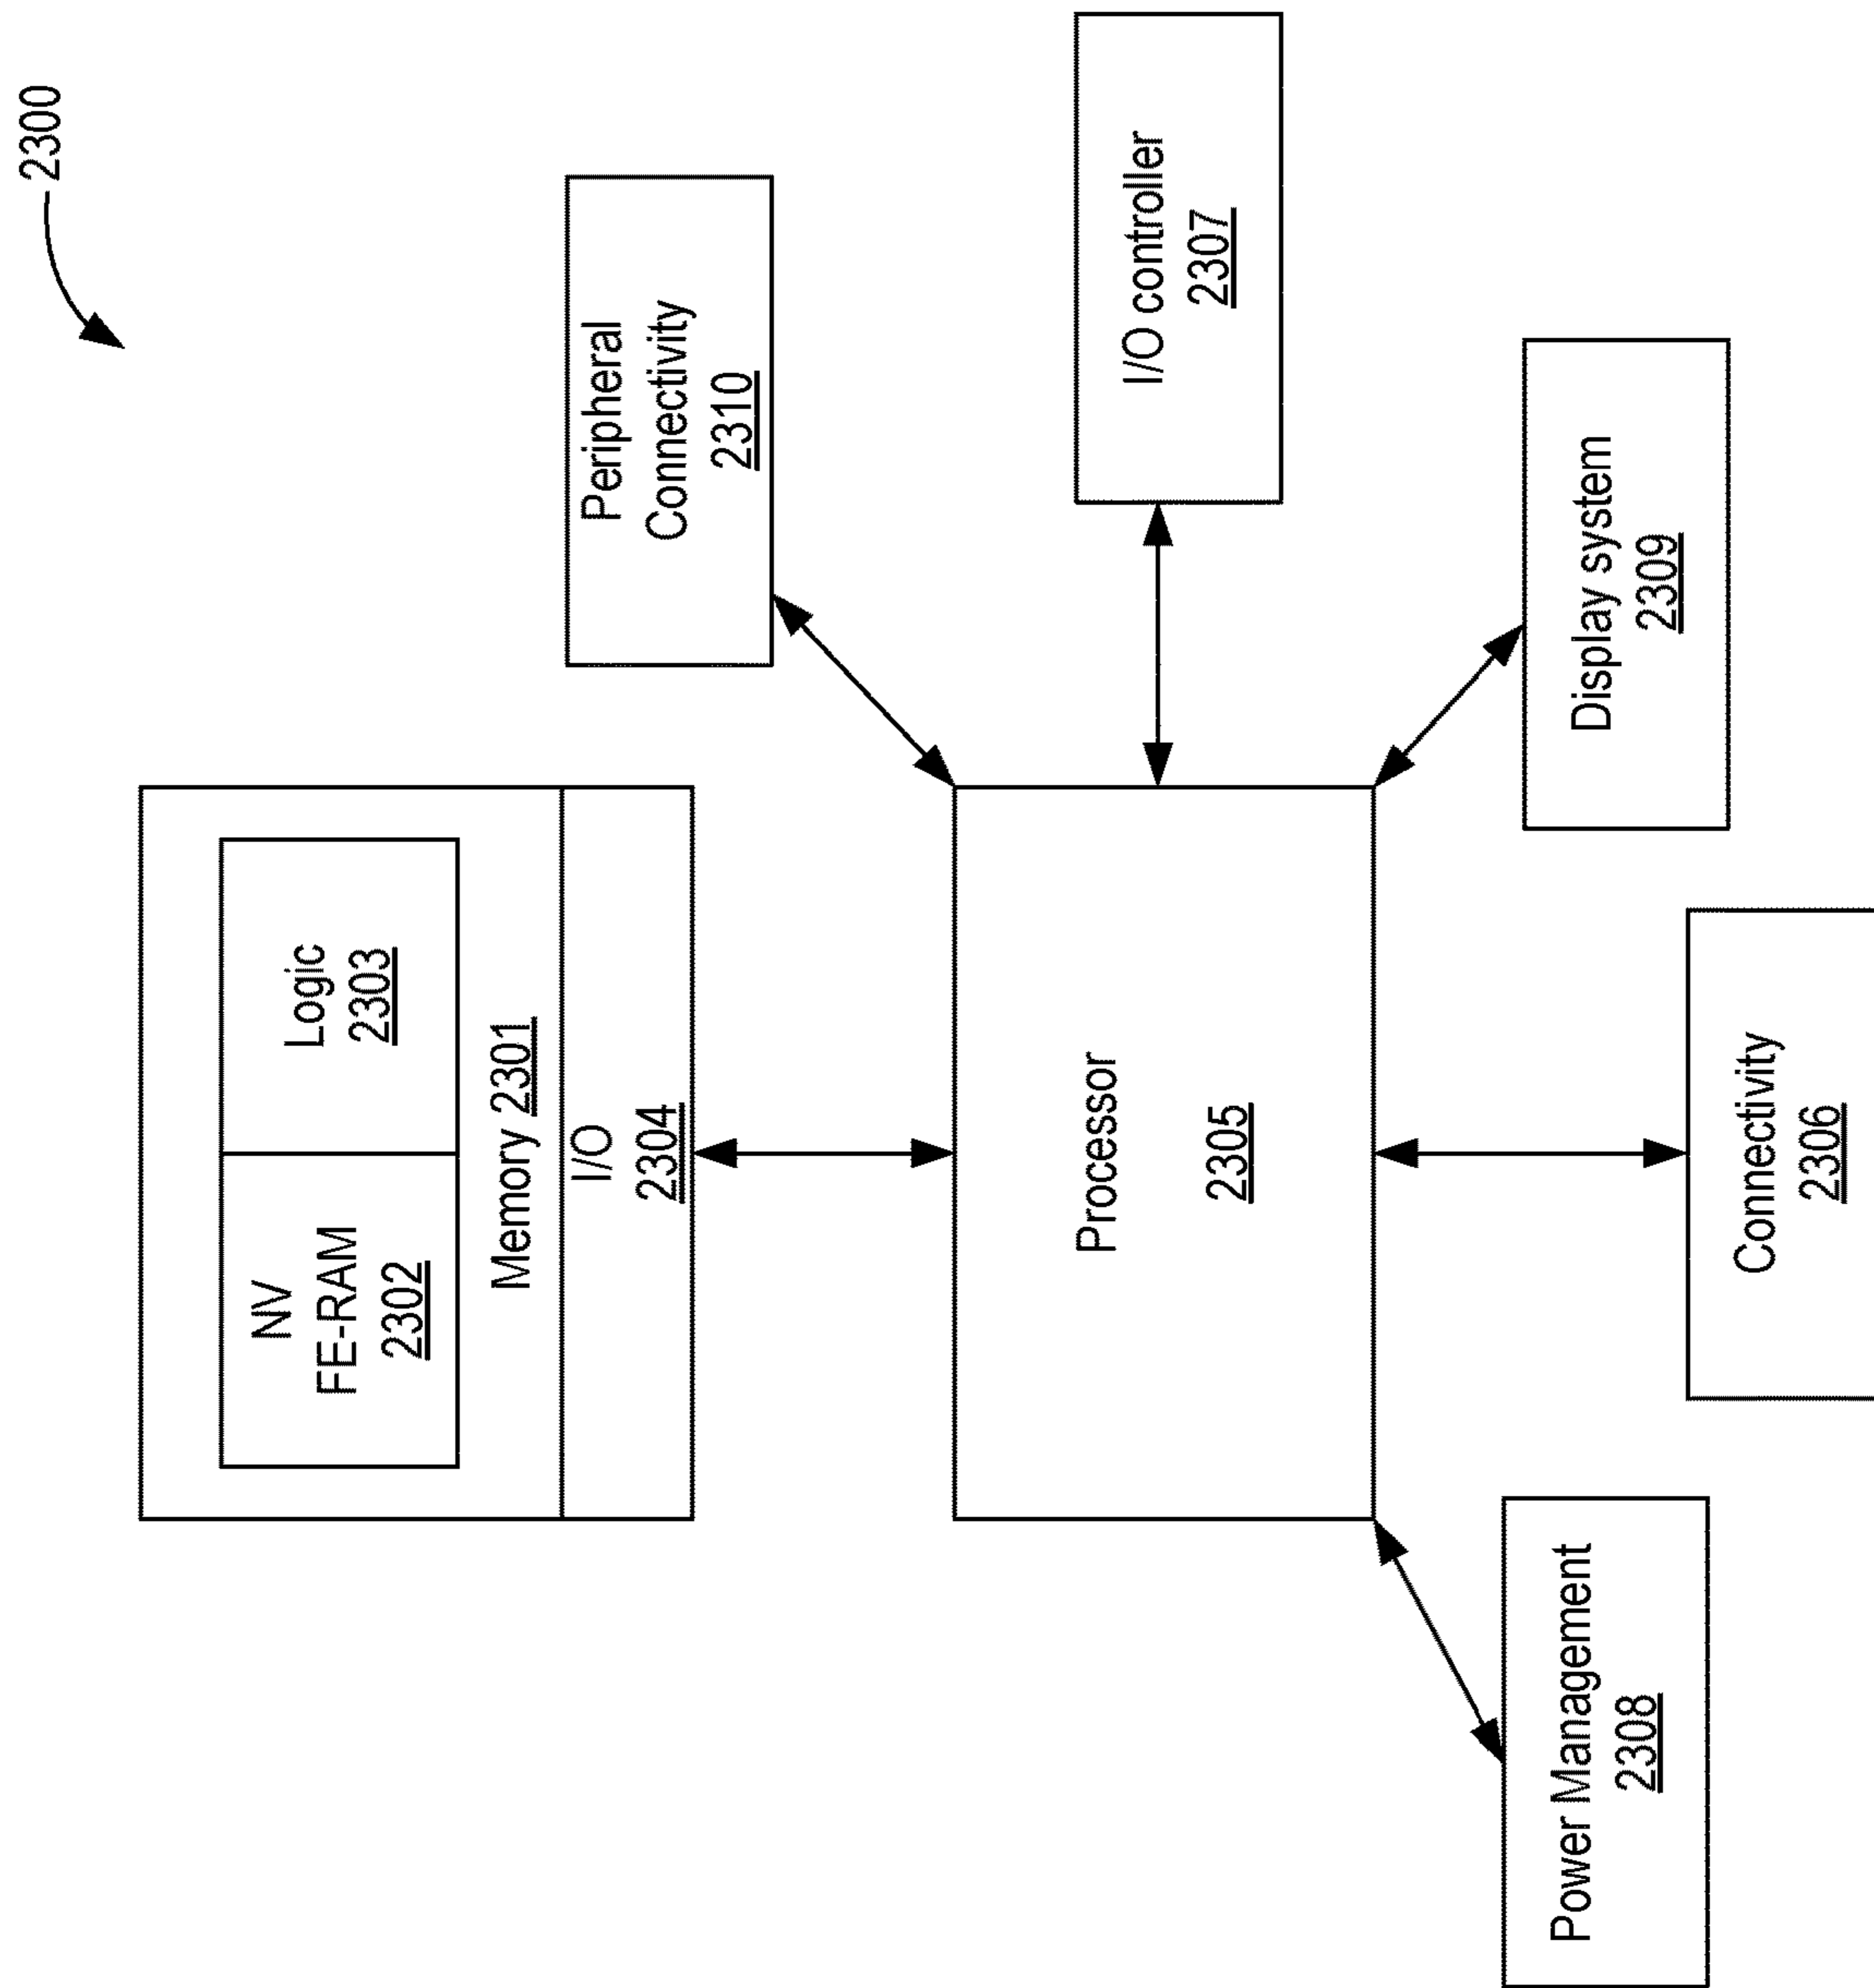 2300
NV
FE-RAM
2302
Logic
2303
Memory 2301
I/O
2304
Peripheral
Connectivity
2310
Processor
2305
I/O controller
2307
Power Management
2308
Connectivity
2306
Display system
2309